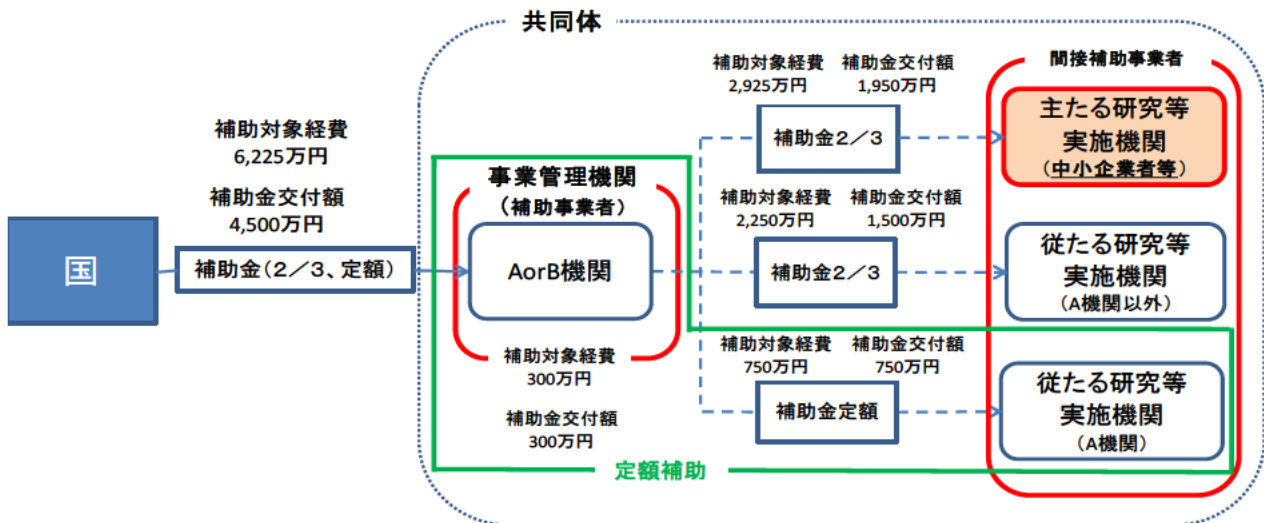 共同体
補助対象経費
6,225万円
補助金交付額
4,500万円
国
補助金(2/3、定額)
事業管理機関
(補助事業者)
AorB機関
補助対象経費
300万円
補助金交付額
300万円
定額補助
補助対象経費 補助金交付額
2,925万円 1,950万円
補助金2/3
補助対象経費 補助金交付額
2,250万円 1,500万円
補助金2/3
補助対象経費 補助金交付額
750万円 750万円
補助金定額
間接補助事業者
主たる研究等
実施機関
(中小企業者等)
従たる研究等
実施機関
(A機関以外)
従たる研究等
実施機関
(A機関)